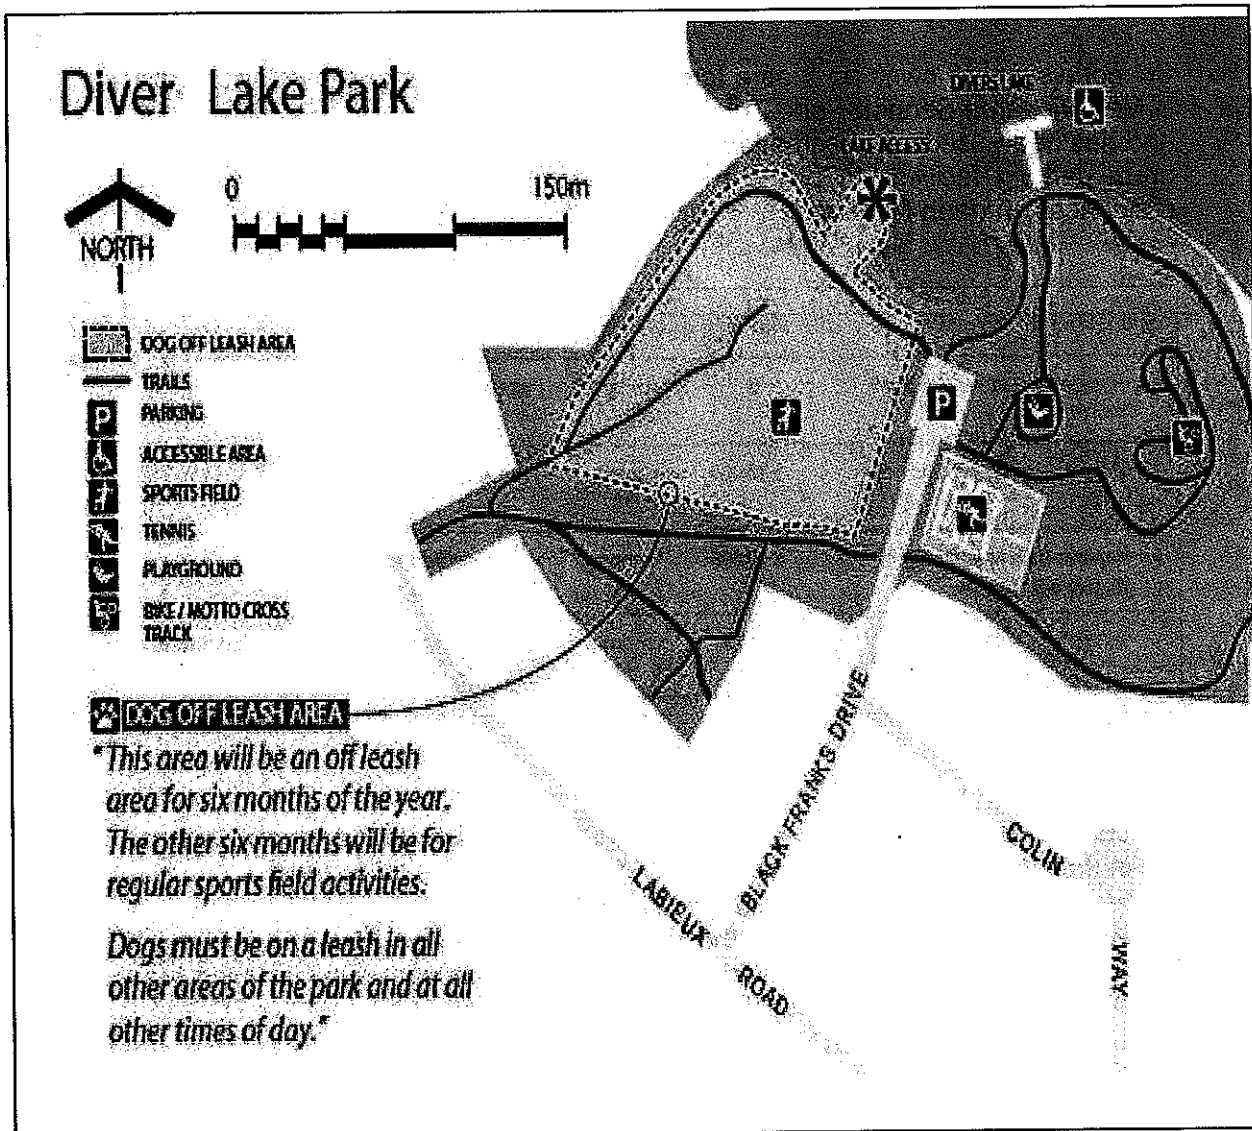 Diver Lake Park
NORTH
0 150m
DOG OFF LEASH AREA
TRAILS
P PARKING
ACCESSIBLE AREA
SPORTS FIELD
TENNIS
PLAYGROUND
BIKE / MOTTO CROSS
TRACK
DOG OFF LEASH AREA
"This area will be an off leash
area for six months of the year.
The other six months will be for
regular sports field activities.
Dogs must be on a leash in all
other areas of the park and at all
other times of day."
DIVERS LAKE
LAKE ACCESS
P
BLACK FRANKS DRIVE
LABIEUX
ROAD
COLIN
WAY